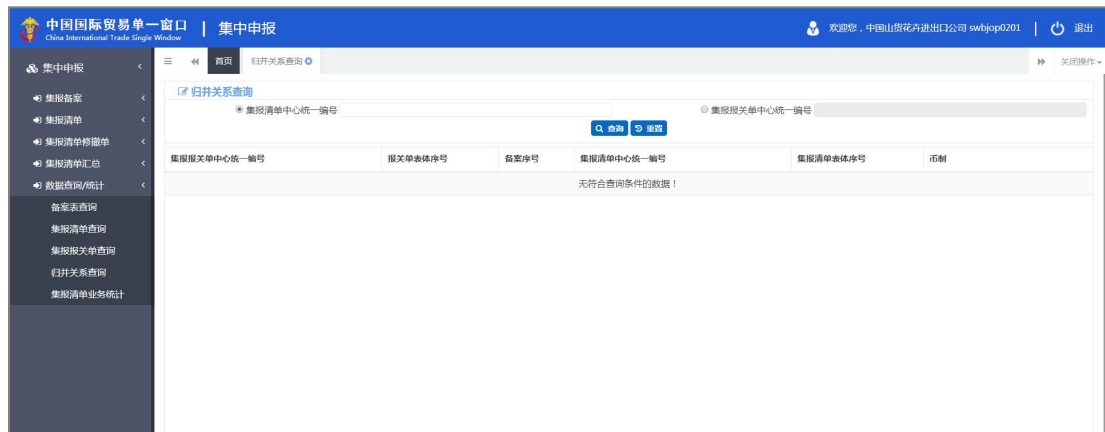 中国国际贸易单一窗口 | 集中申报
China International Trade Single Window
欢迎您，中国山货花卉进出口公司 swbjop0201 | 退出
集中申报
首页 归并关系查询 关闭操作
集报备案
集报清单
集报清单修撤单
集报清单汇总
数据查询/统计
备案表查询
集报清单查询
集报报关单查询
归并关系查询
集报清单业务统计
归并关系查询
集报清单中心统一编号 集报报关单中心统一编号
查询 重置
集报报关单中心统一编号 报关单表体序号 备案序号 集报清单中心统一编号 集报清单表体序号 币制
无符合查询条件的数据！